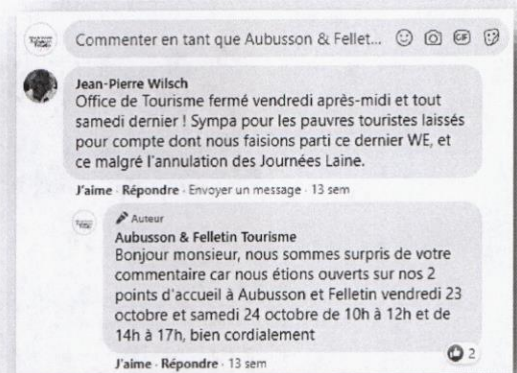 Commenter en tant que Aubusson & Fellet...
GIF
Jean-Pierre Wilsch
Office de Tourisme fermé vendredi après-midi et tout
samedi dernier ! Sympa pour les pauvres touristes laissés
pour compte dont nous faisions parti ce dernier WE, et
ce malgré l'annulation des Journées Laine.
J'aime · Répondre · Envoyer un message · 13 sem
Auteur
Aubusson & Felletin Tourisme
Bonjour monsieur, nous sommes surpris de votre
commentaire car nous étions ouverts sur nos 2
points d'accueil à Aubusson et Felletin vendredi 23
octobre et samedi 24 octobre de 10h à 12h et de
14h à 17h, bien cordialement
2
J'aime · Répondre · 13 sem